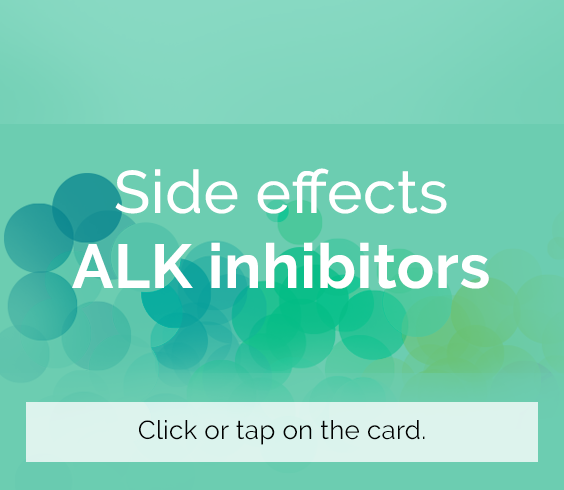 Side effects
ALK inhibitors
Click or tap on the card.